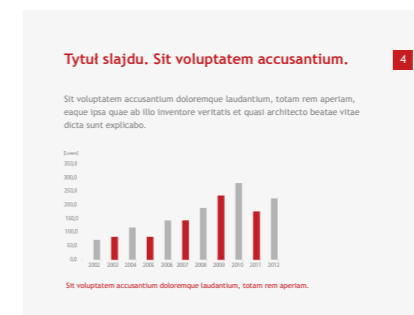 Tytuł slajdu. Sit voluptatem accusantium.
4
Sit voluptatem accusantium doloremque laudantium, totam rem aperiam,
eaque ipsa quae ab illo inventore veritatis et quasi architecto beatae vitae
dicta sunt explicabo.
350,0
300,0
250,0
200,0
150,0
100,0
50,0
0,0
2002 2003 2004 2005 2006 2007 2008 2009 2010 2011 2012
Sit voluptatem accusantium doloremque laudantium, totam rem aperiam.